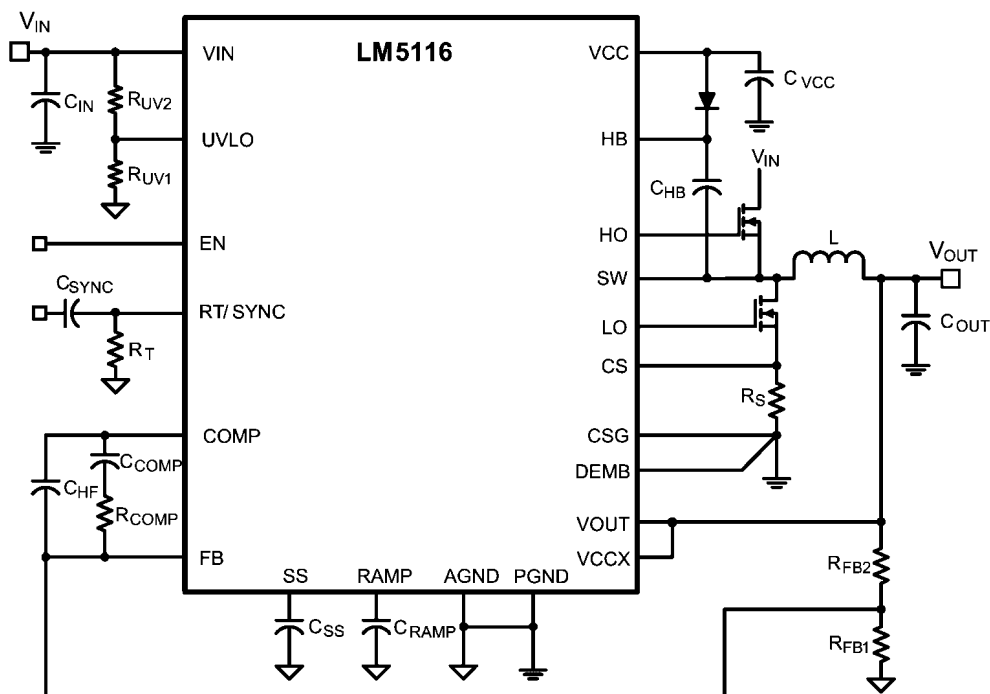 VIN
LM5116
VIN
VCC
C VCC
CIN
RUV2
UVLO
HB
RUV1
CHB
VIN
EN
HO
CSYNC
SW
L
VOUT
RT/ SYNC
LO
COUT
RT
CS
RS
COMP
CSG
CCOMP
DEMB
CHF
RCOMP
VOUT
FB
VCCX
RFB2
SS
RAMP
AGND
PGND
CSS
CRAMP
RFB1